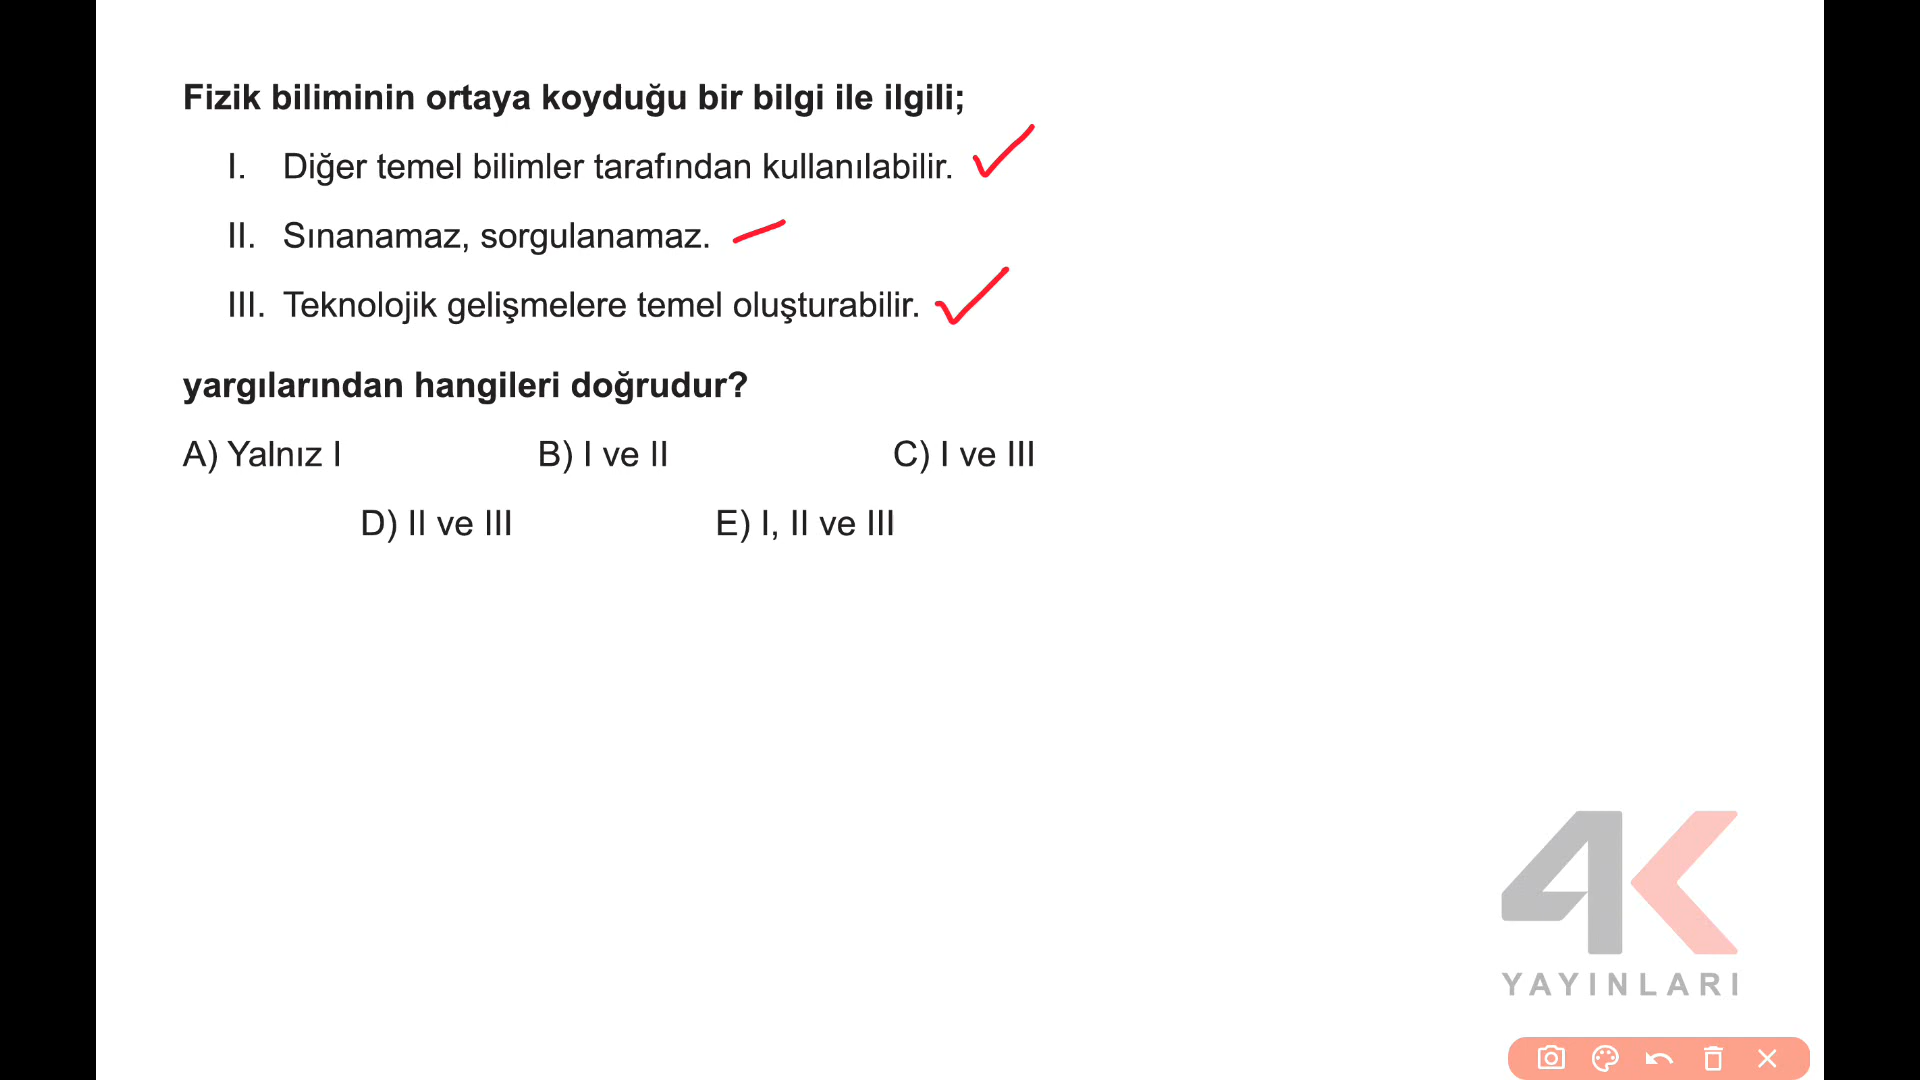 Fizik biliminin ortaya koyduğu bir bilgi ile ilgili;
I. Diğer temel bilimler tarafından kullanılabilir.
II. Sınanamaz, sorgulanamaz.
III. Teknolojik gelişmelere temel oluşturabilir.
yargılarından hangileri doğrudur?
A) Yalnız I B) I ve II C) I ve III
D) II ve III E) I, II ve III
4K
YAYINLARI